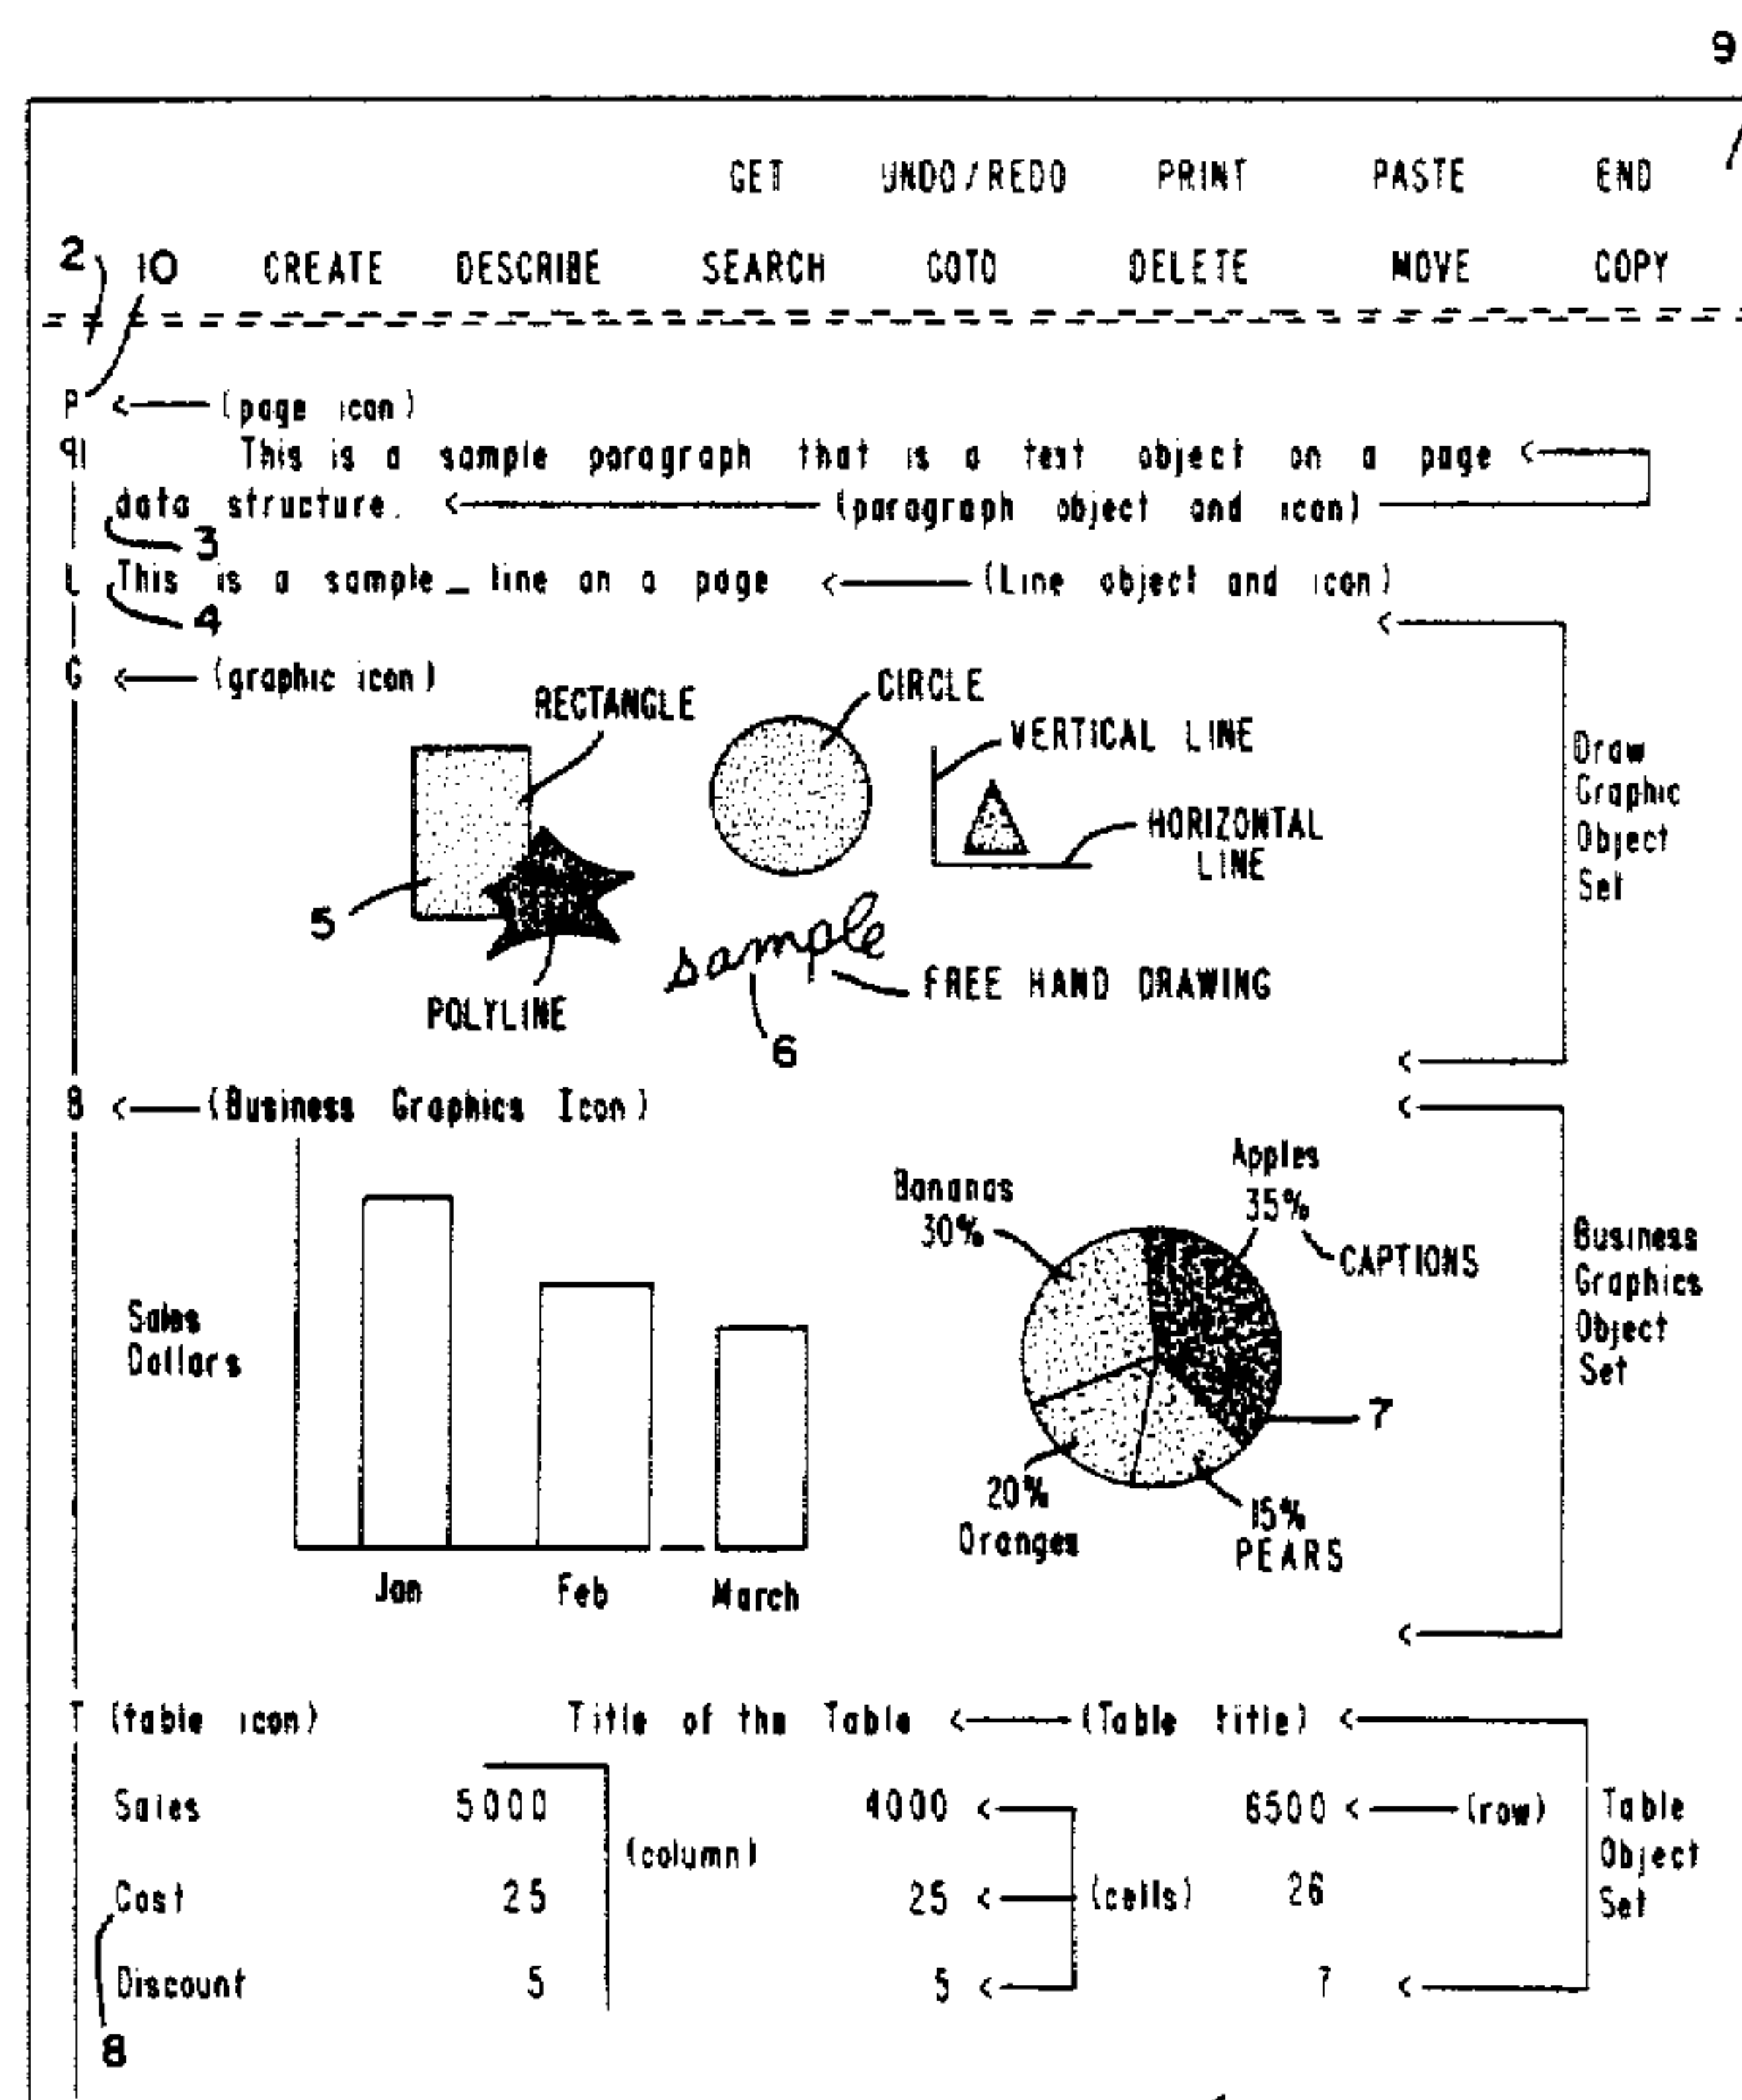 9
GET UNDO/REDO PRINT PASTE END
2 10 CREATE DESCRIBE SEARCH GOTO DELETE MOVE COPY
P <—— (page icon)
¶ This is a sample paragraph that is a text object on a page <——
data structure. <—— (paragraph object and icon)
3
L This is a sample_ line on a page <—— (Line object and icon)
4
G <—— (graphic icon)
RECTANGLE
CIRCLE
VERTICAL LINE
HORIZONTAL
LINE
Draw
Graphic
Object
Set
5
sample
FREE HAND DRAWING
POLYLINE
6
B <—— (Business Graphics Icon)
Sales
Dollars
Jan Feb March
Bananas
30%
Apples
35%
CAPTIONS
7
20%
Oranges
15%
PEARS
Business
Graphics
Object
Set
T (table icon) Title of the Table <—— (Table title) <——
Sales 5000 4000 <—— 6500 <—— (row)
(column)
Cost 25 25 <—— (cells) 26
Discount 5 5 <—— 7 <——
Table
Object
Set
8